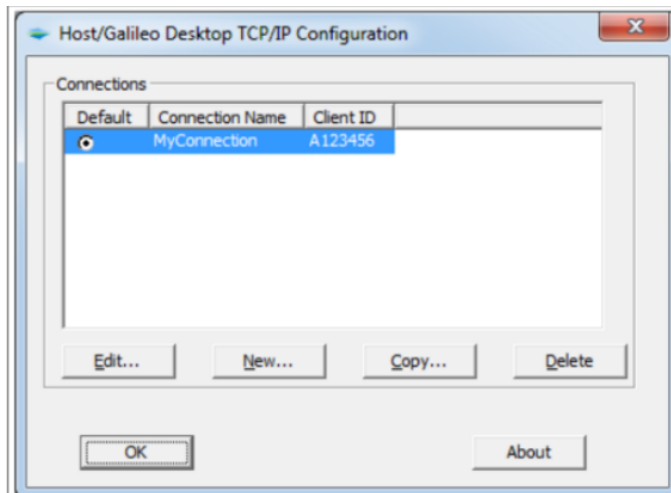 Host/Galileo Desktop TCP/IP Configuration
Connections
Default Connection Name Client ID
MyConnection A123456
Edit... New... Copy... Delete
OK About